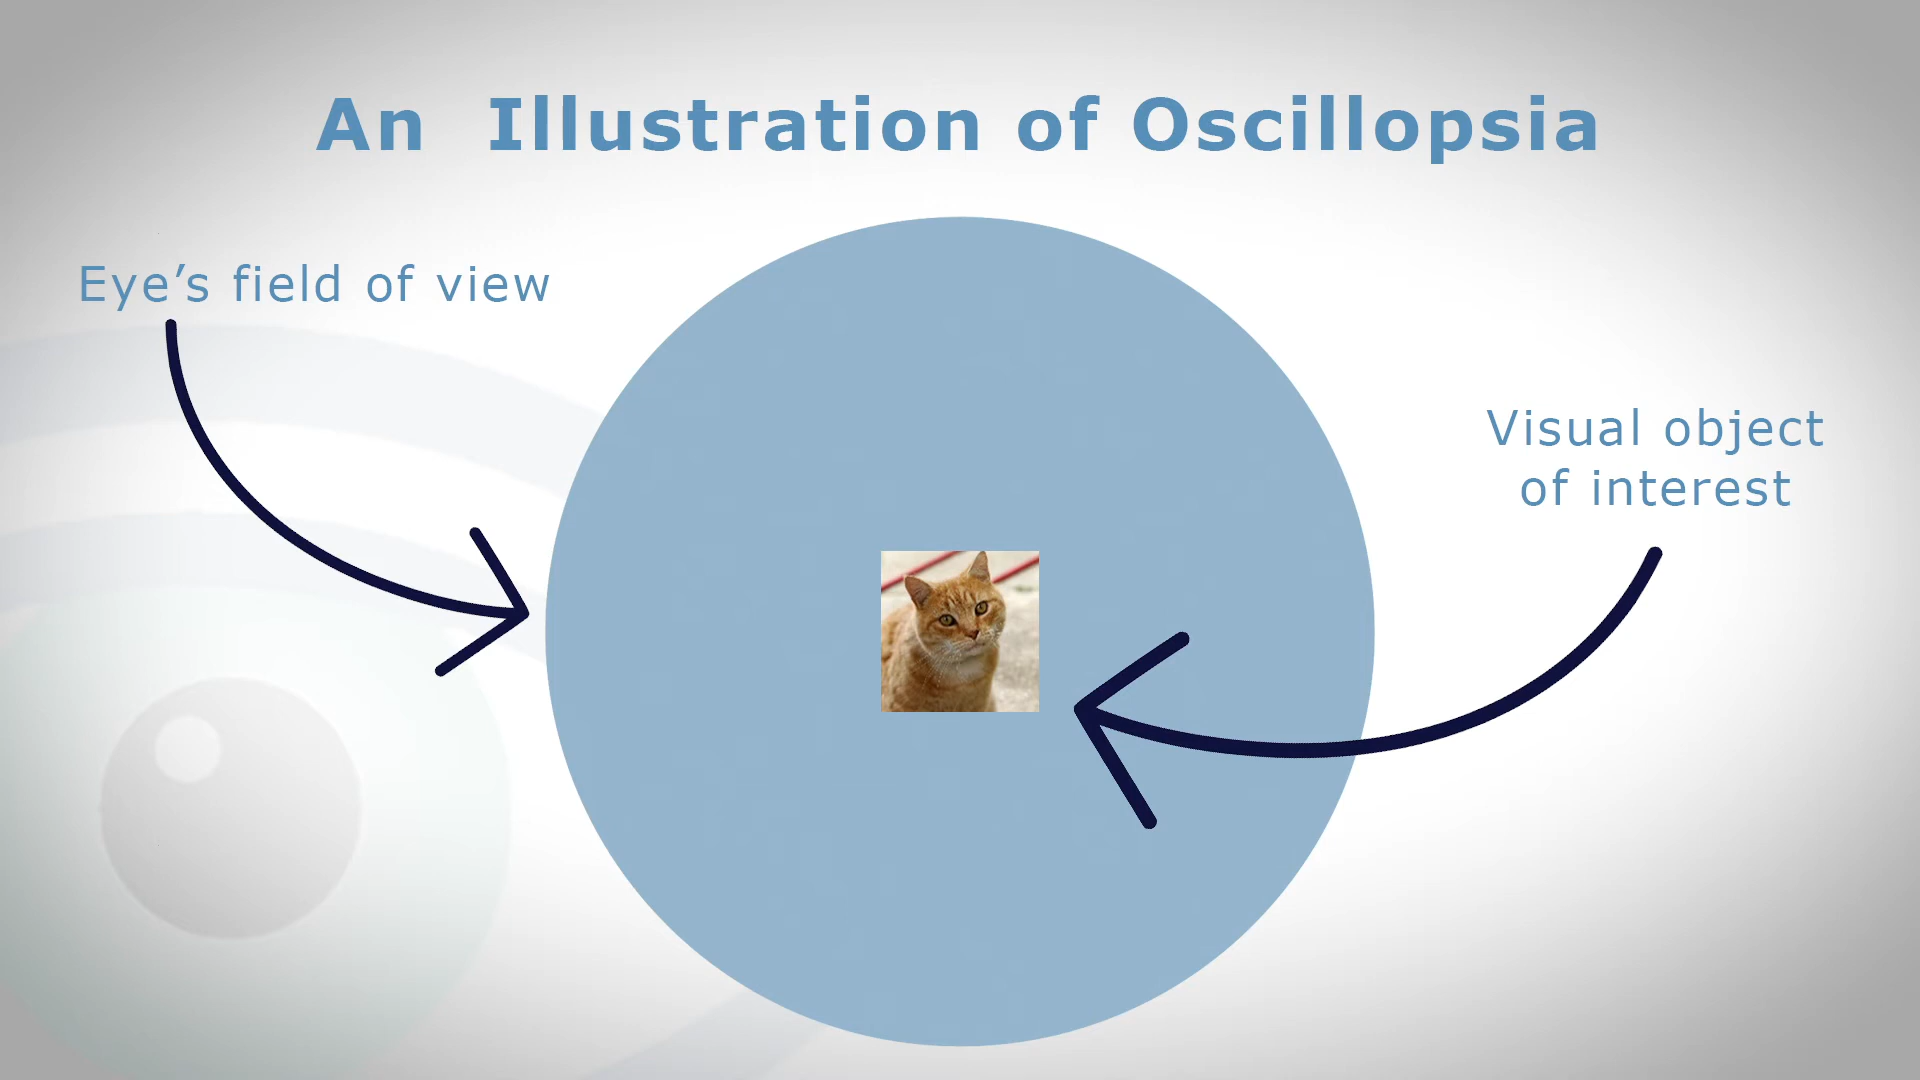 An Illustration of Oscillopsia
Eye’s field of view
Visual object
of interest